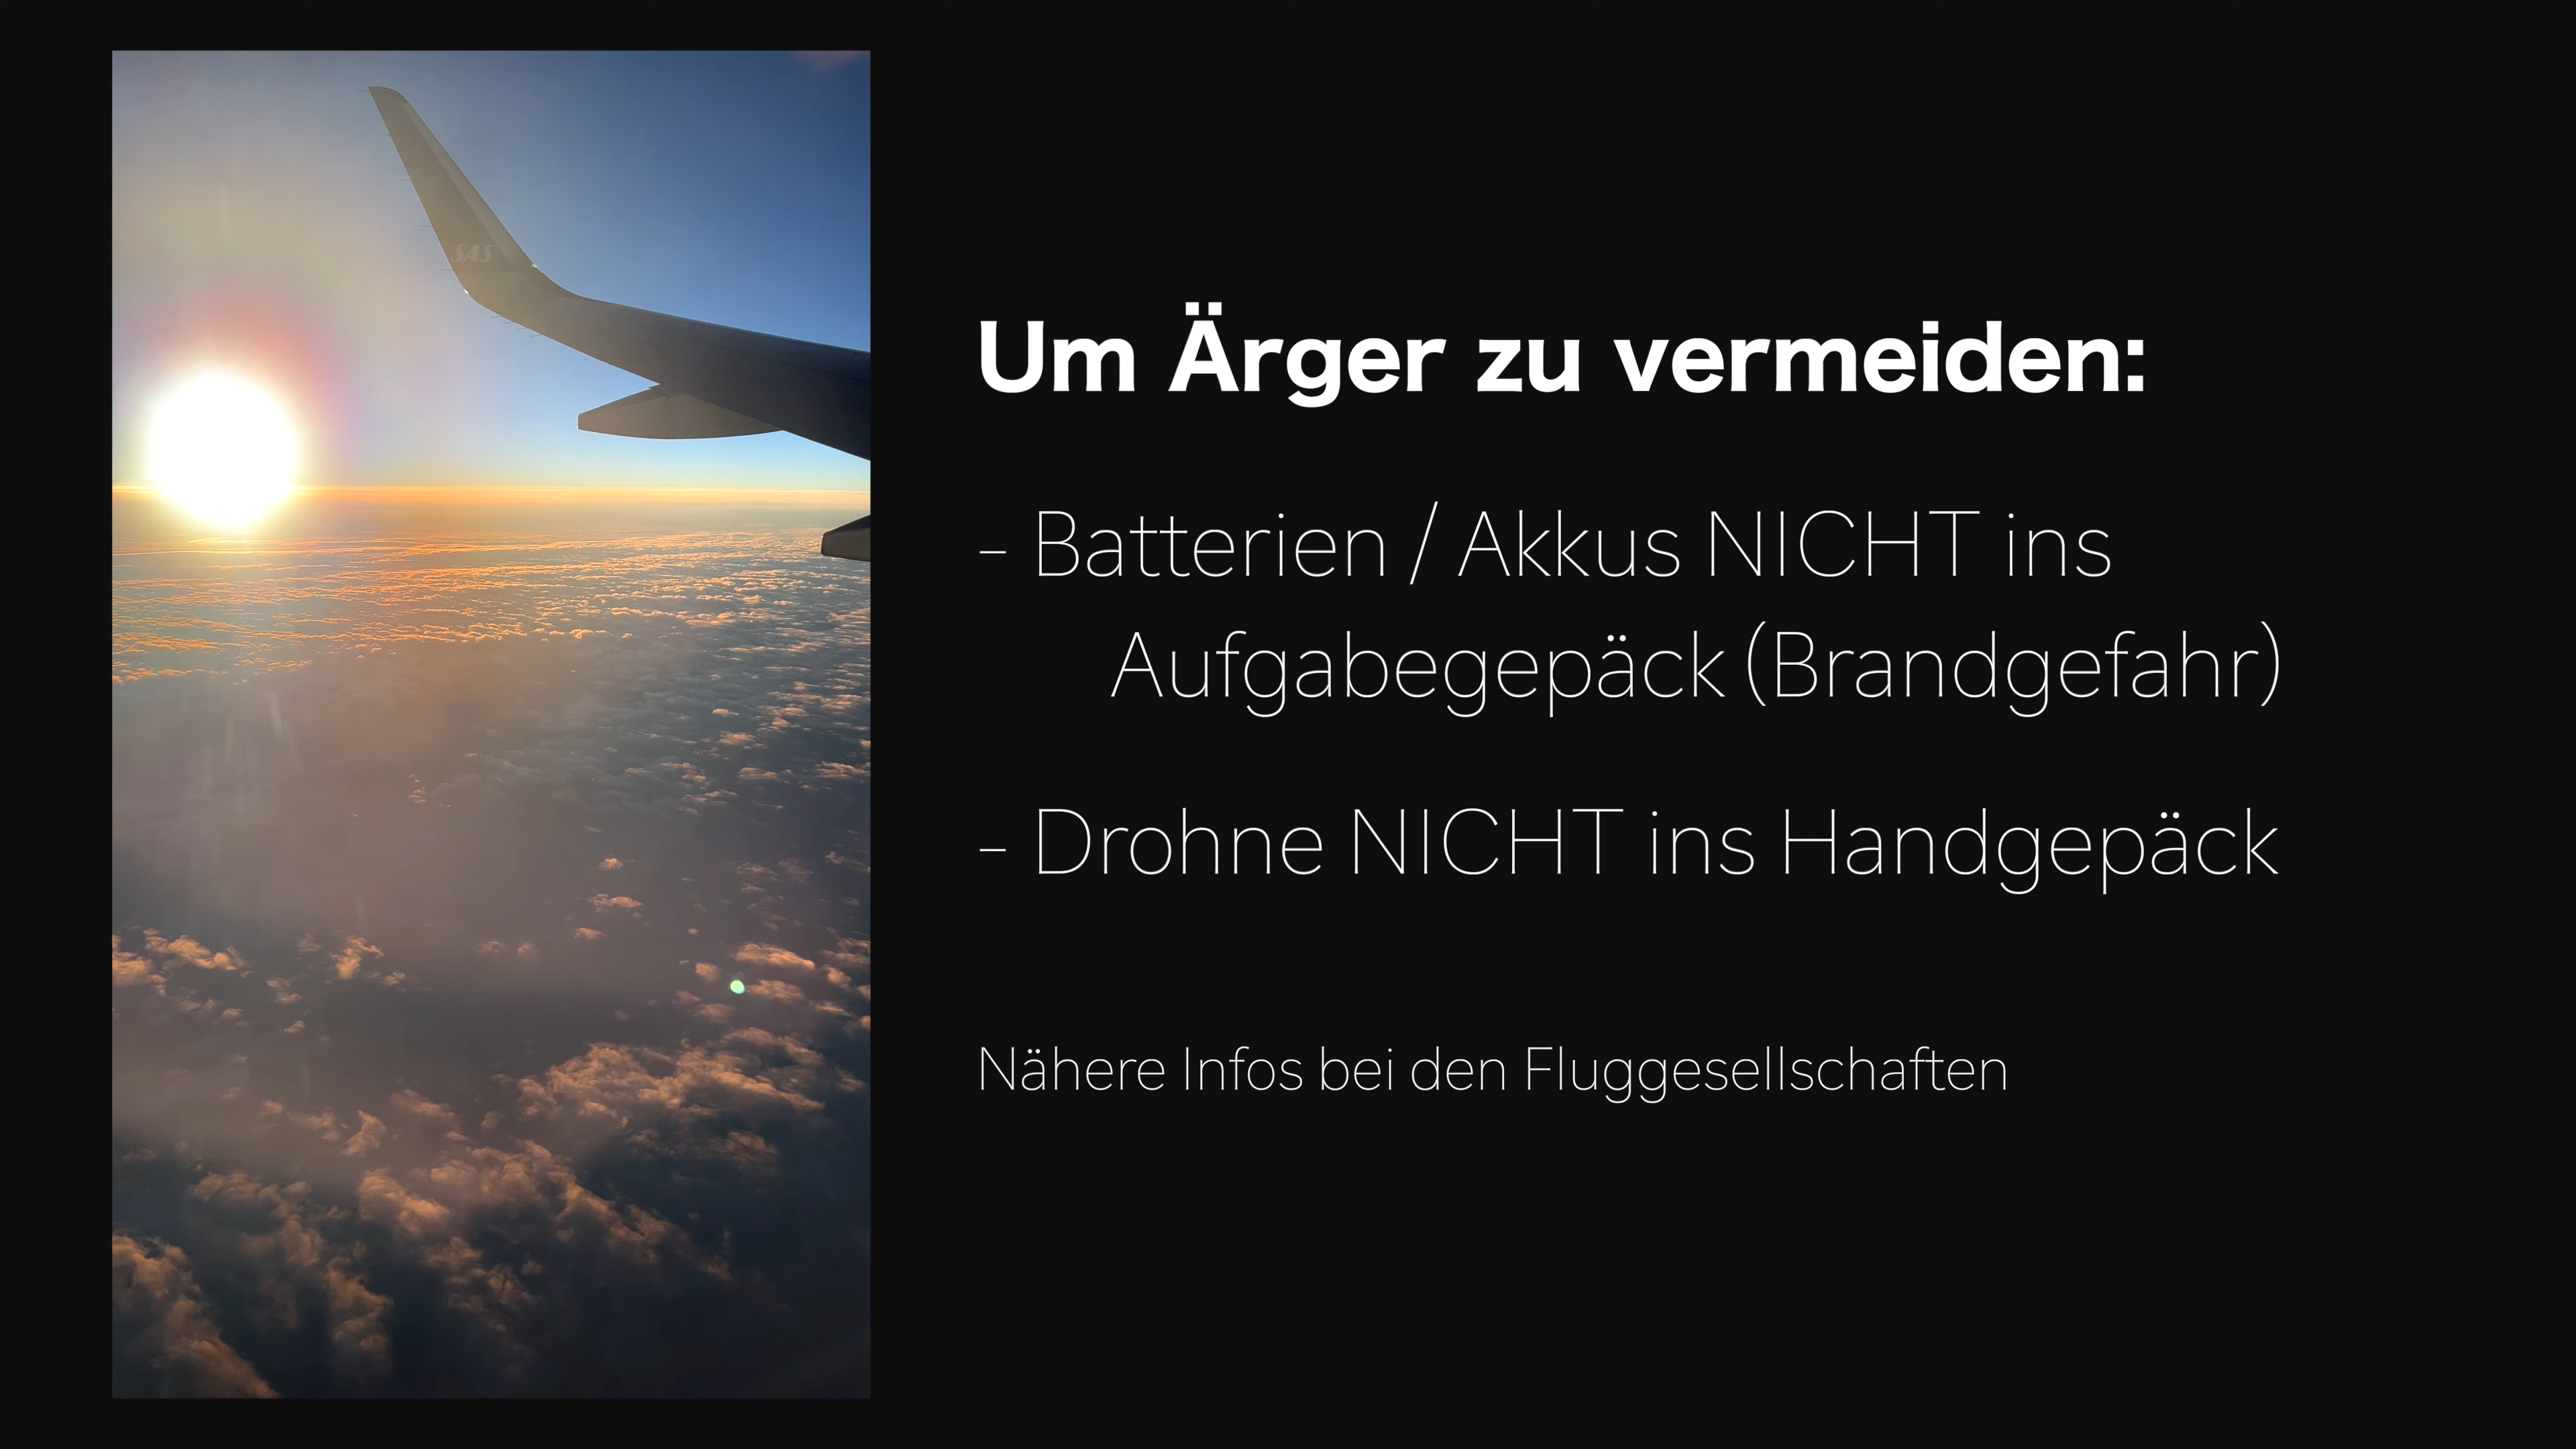 SAS
Um Ärger zu vermeiden:
- Batterien / Akkus NICHT ins
Aufgabegepäck (Brandgefahr)
- Drohne NICHT ins Handgepäck
Nähere Infos bei den Fluggesellschaften